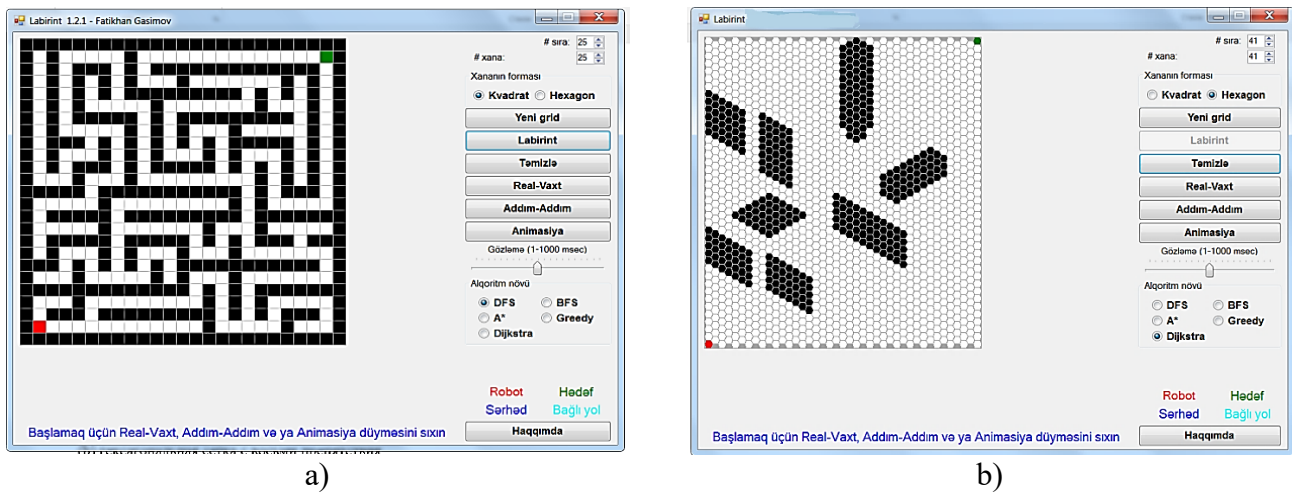 Labirint 1.2.1 - Fatikhan Gasimov
# sıra: 25
# xana: 25
Xananın forması
Kvadrat Hexagon
Yeni grid
Labirint
Təmizlə
Real-Vaxt
Addım-Addım
Animasiya
Gözləmə (1-1000 msec)
Alqoritm növü
DFS BFS
A* Greedy
Dijkstra
Robot Hədəf
Sərhəd Bağlı yol
Başlamaq üçün Real-Vaxt, Addım-Addım və ya Animasiya düyməsini sıxın
Haqqımda
a)
Labirint
# sıra: 41
# xana: 41
Xananın forması
Kvadrat Hexagon
Yeni grid
Labirint
Təmizlə
Real-Vaxt
Addım-Addım
Animasiya
Gözləmə (1-1000 msec)
Alqoritm növü
DFS BFS
A* Greedy
Dijkstra
Robot Hədəf
Sərhəd Bağlı yol
Başlamaq üçün Real-Vaxt, Addım-Addım və ya Animasiya düyməsini sıxın
Haqqımda
b)